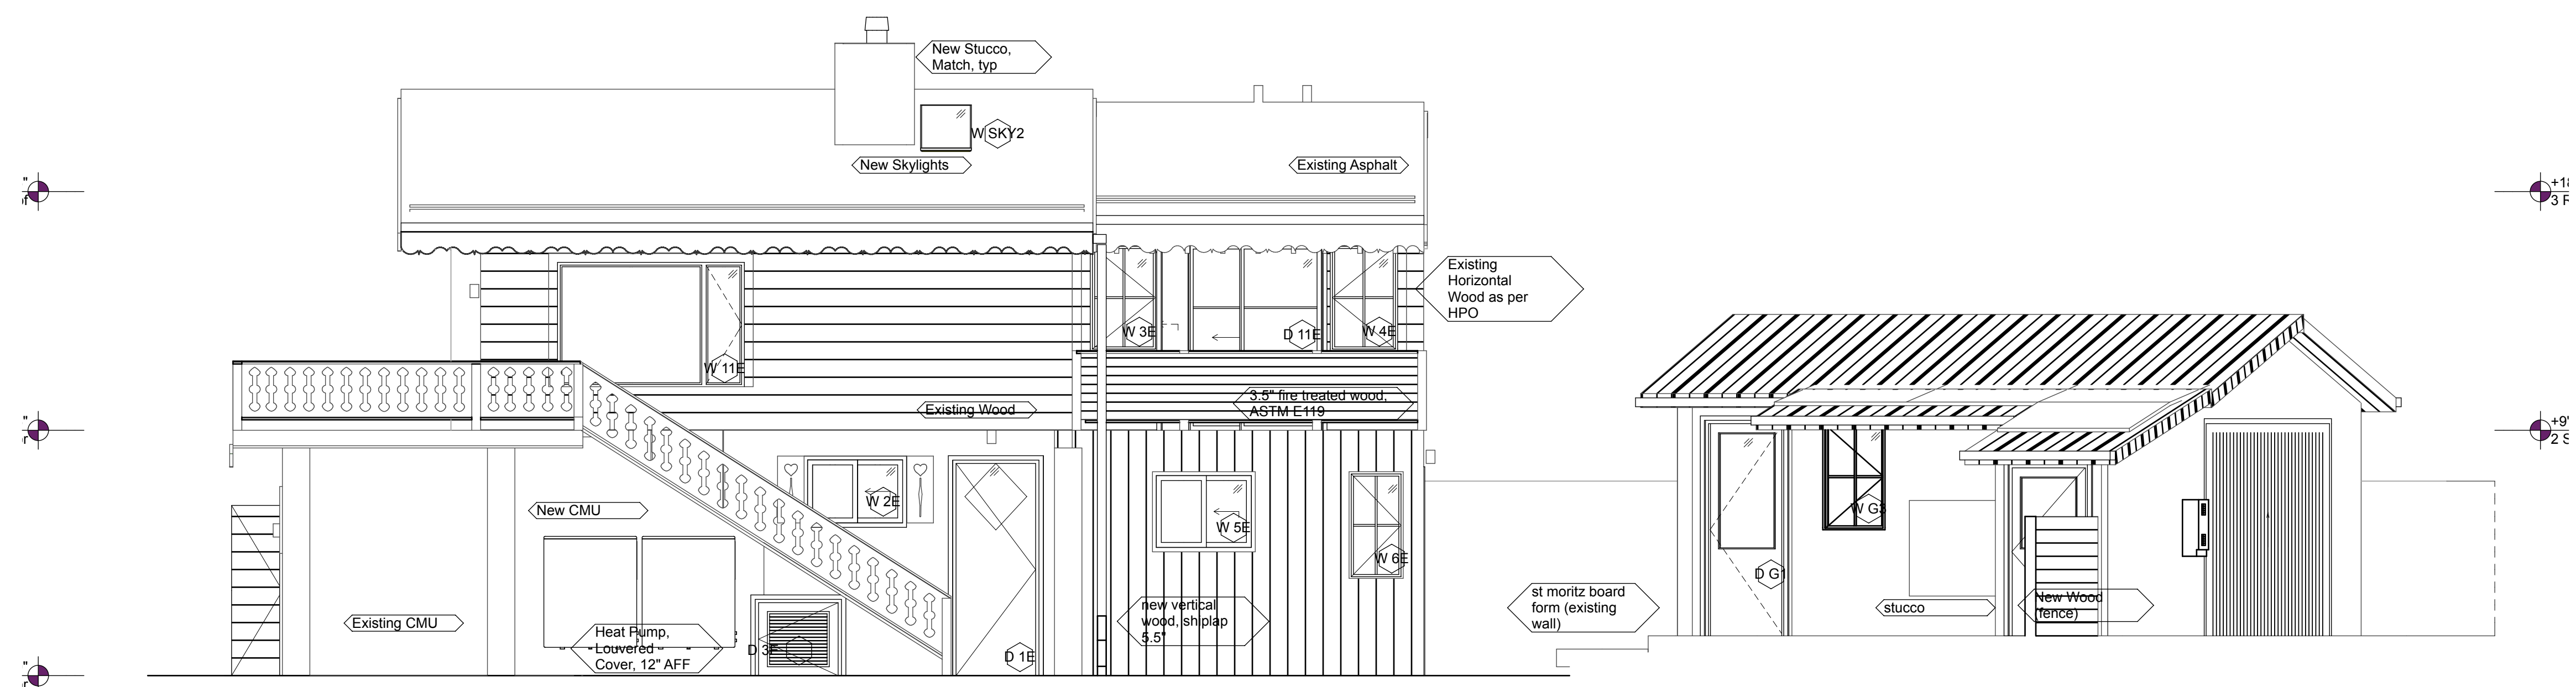 New Stucco,
Match, typ
W SKY2
New Skylights
Existing Asphalt
+18
3 R
Existing
Horizontal
Wood as per
HPO
W 3E
D 11E
W 4E
W 11E
3.5" fire treated wood,
ASTM E119
Existing Wood
+9'
2 S
W 2E
New CMU
W G3
W 5E
W 6E
D G1
st moritz board
form (existing
wall)
new vertical
wood, shiplap
5.5"
stucco
New Wood
(fence)
Existing CMU
Heat Pump,
Louvered
Cover, 12" AFF
D 3E
D 1E